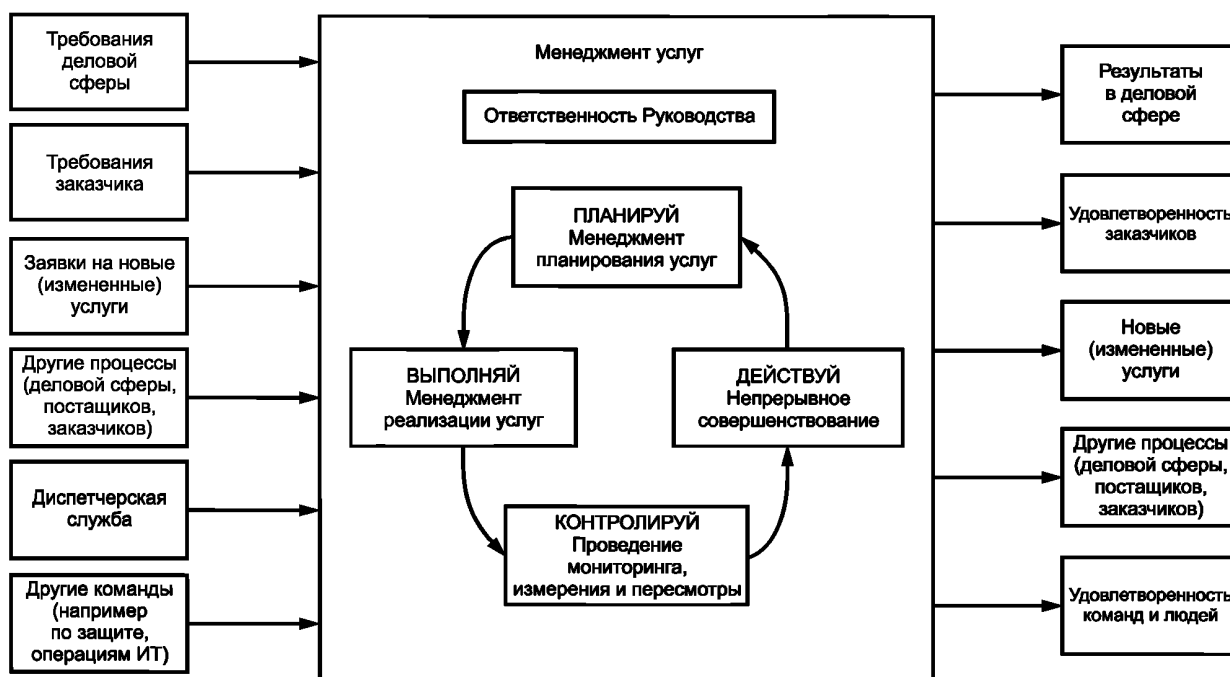 Требования
деловой
сферы
Требования
заказчика
Заявки на новые
(измененные)
услуги
Другие процессы
(деловой сферы,
постащиков,
заказчиков)
Диспетчерская
служба
Другие команды
(например
по защите,
операциям ИТ)
Менеджмент услуг
Ответственность Руководства
ПЛАНИРУЙ
Менеджмент
планирования услуг
ВЫПОЛНЯЙ
Менеджмент
реализации услуг
ДЕЙСТВУЙ
Непрерывное
совершенствование
КОНТРОЛИРУЙ
Проведение
мониторинга,
измерения и пересмотры
Результаты
в деловой
сфере
Удовлетворенность
заказчиков
Новые
(измененные)
услуги
Другие процессы
(деловой сферы,
постащиков,
заказчиков)
Удовлетворенность
команд и людей